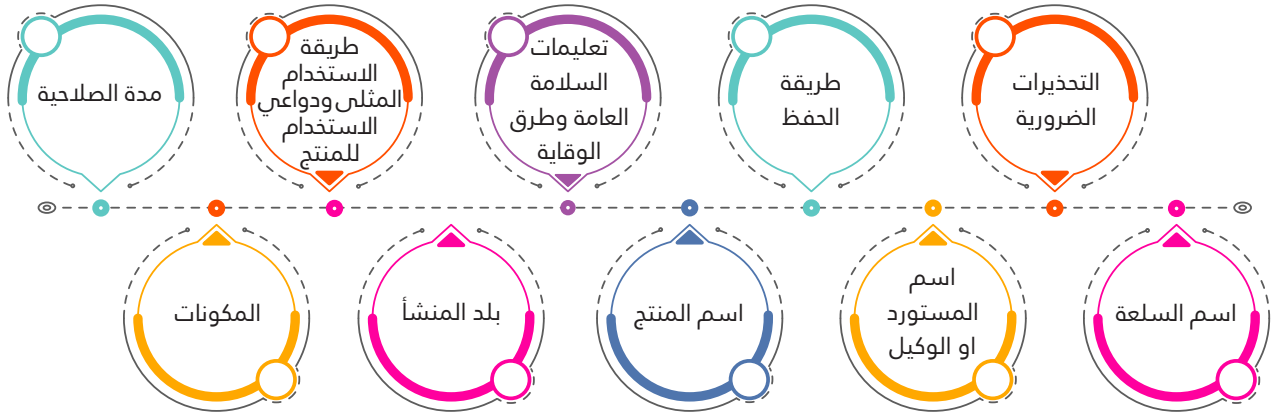 اسم السلعة
التحذيرات
الضرورية
اسم
المستورد
او الوكيل
طريقة
الحفظ
اسم المنتج
تعليمات
السلامة
العامة وطرق
الوقاية
بلد المنشأ
طريقة
الاستخدام
المثلى ودواعي
الاستخدام
للمنتج
المكونات
مدة الصلاحية